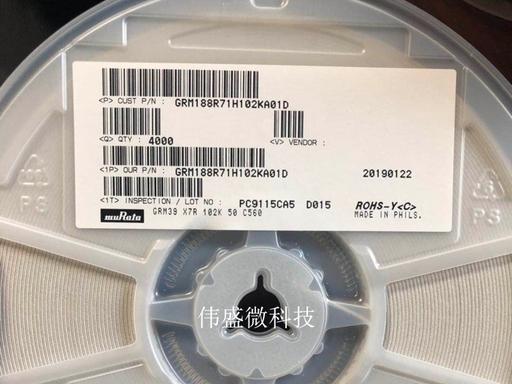 <P> CUST P/N : GRM188R71H102KA01D
<Q> QTY : 4000 <V> VENDOR :
<1P> OUR P/N : GRM188R71H102KA01D 20190122
<1T> INSPECTION / LOT NO : PC9115CA5 D015 ROHS-Y<C>
muRata GRM39 X7R 102K 50 C560 MADE IN PHILS.
PS
PS
6
伟盛微科技